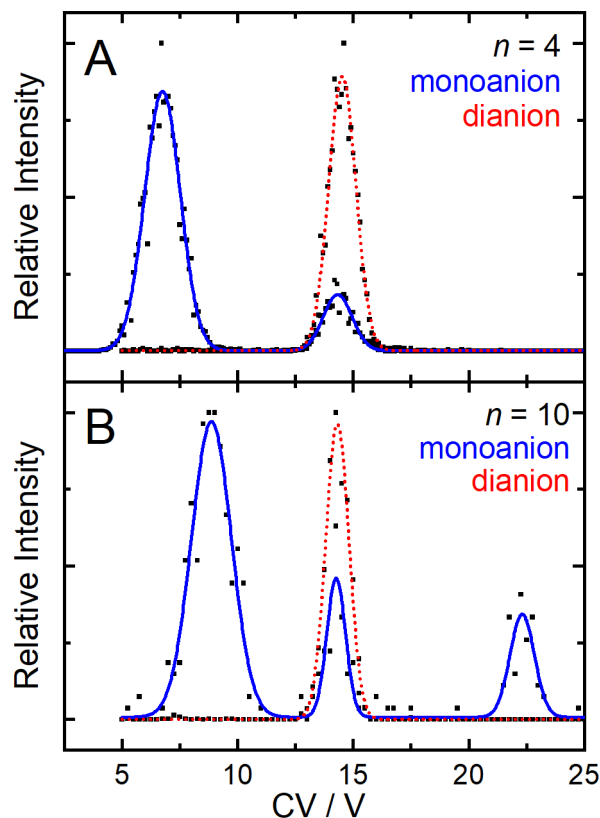 A
n = 4
monoanion
dianion
Relative Intensity
B
n = 10
monoanion
dianion
Relative Intensity
5 10 15 20 25
CV / V